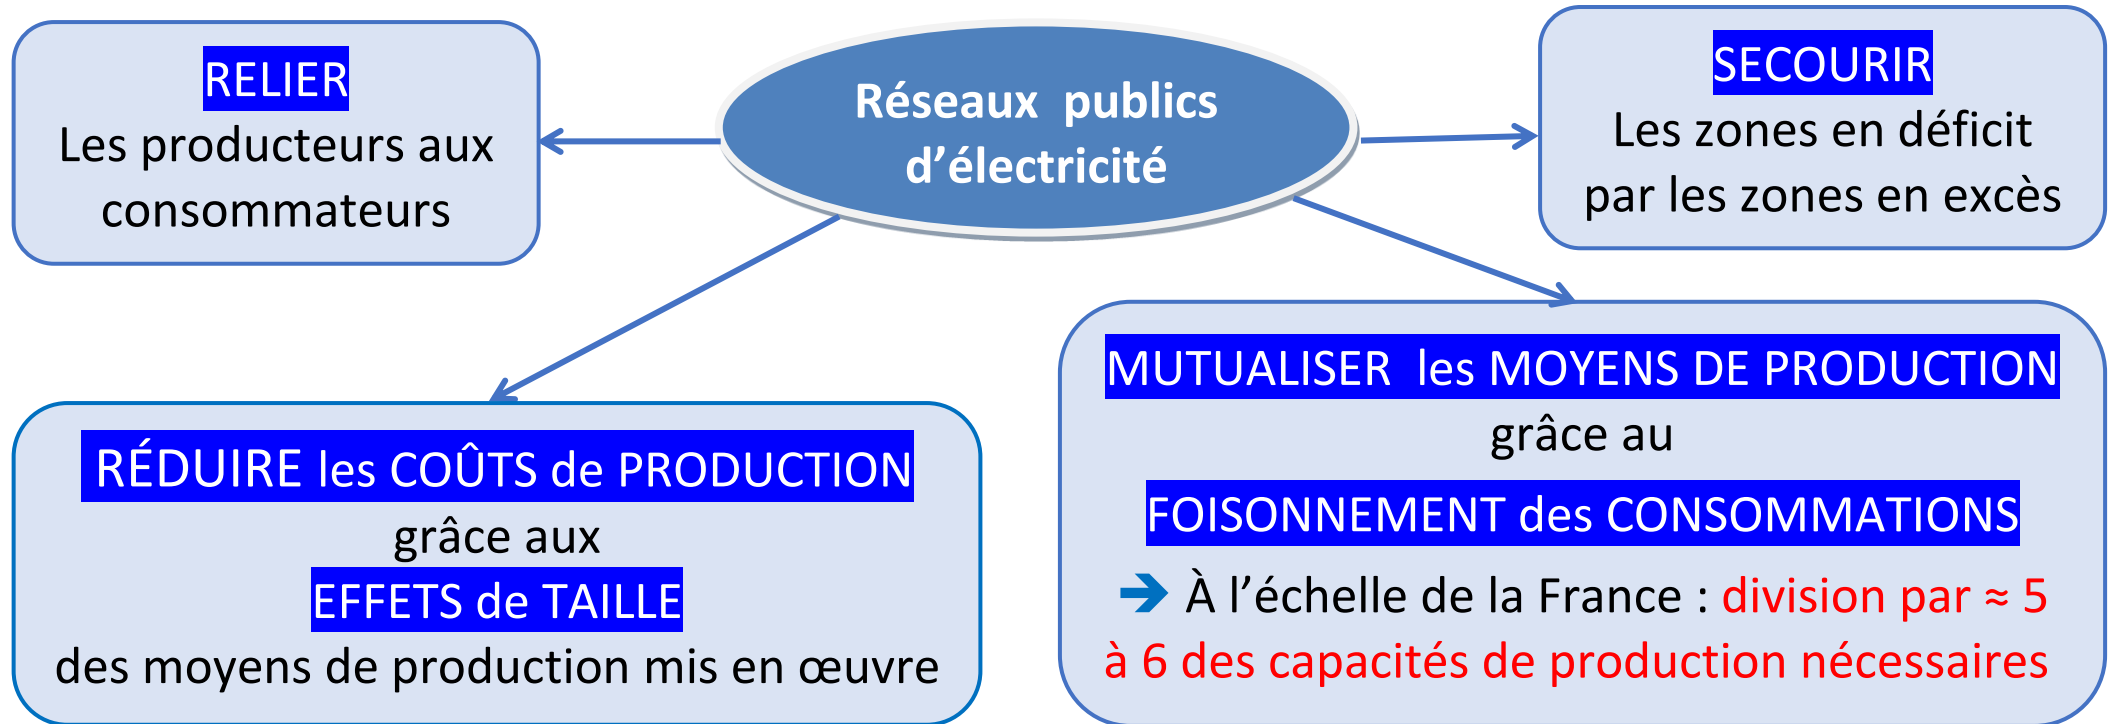 RELIER
Les producteurs aux
consommateurs
Réseaux publics
d’électricité
SECOURIR
Les zones en déficit
par les zones en excès
RÉDUIRE les COÛTS de PRODUCTION
grâce aux
EFFETS de TAILLE
des moyens de production mis en œuvre
MUTUALISER les MOYENS DE PRODUCTION
grâce au
FOISONNEMENT des CONSOMMATIONS
➔ À l’échelle de la France : division par ≈ 5
à 6 des capacités de production nécessaires